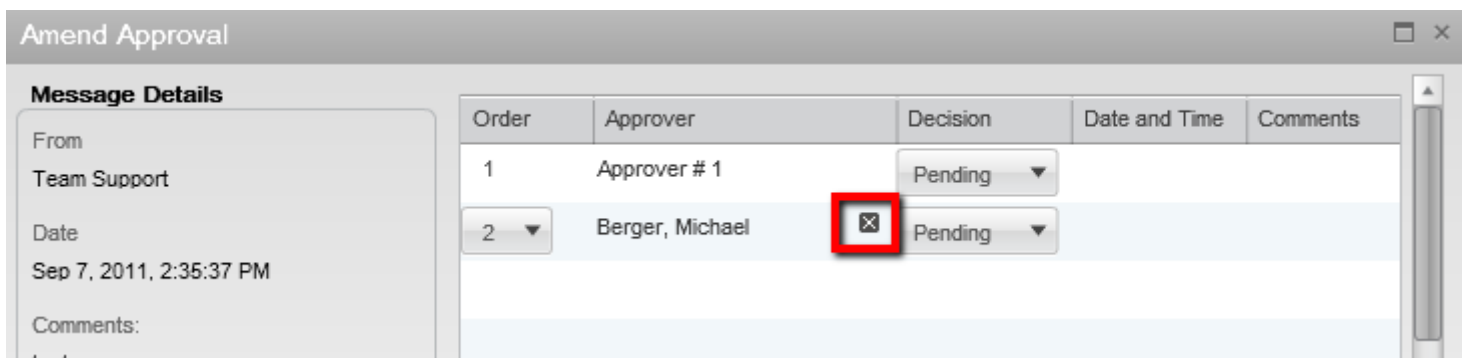 Amend Approval
Message Details
From
Team Support
Date
Sep 7, 2011, 2:35:37 PM
Comments:
Order Approver Decision Date and Time Comments
1 Approver # 1 Pending
2 Berger, Michael Pending